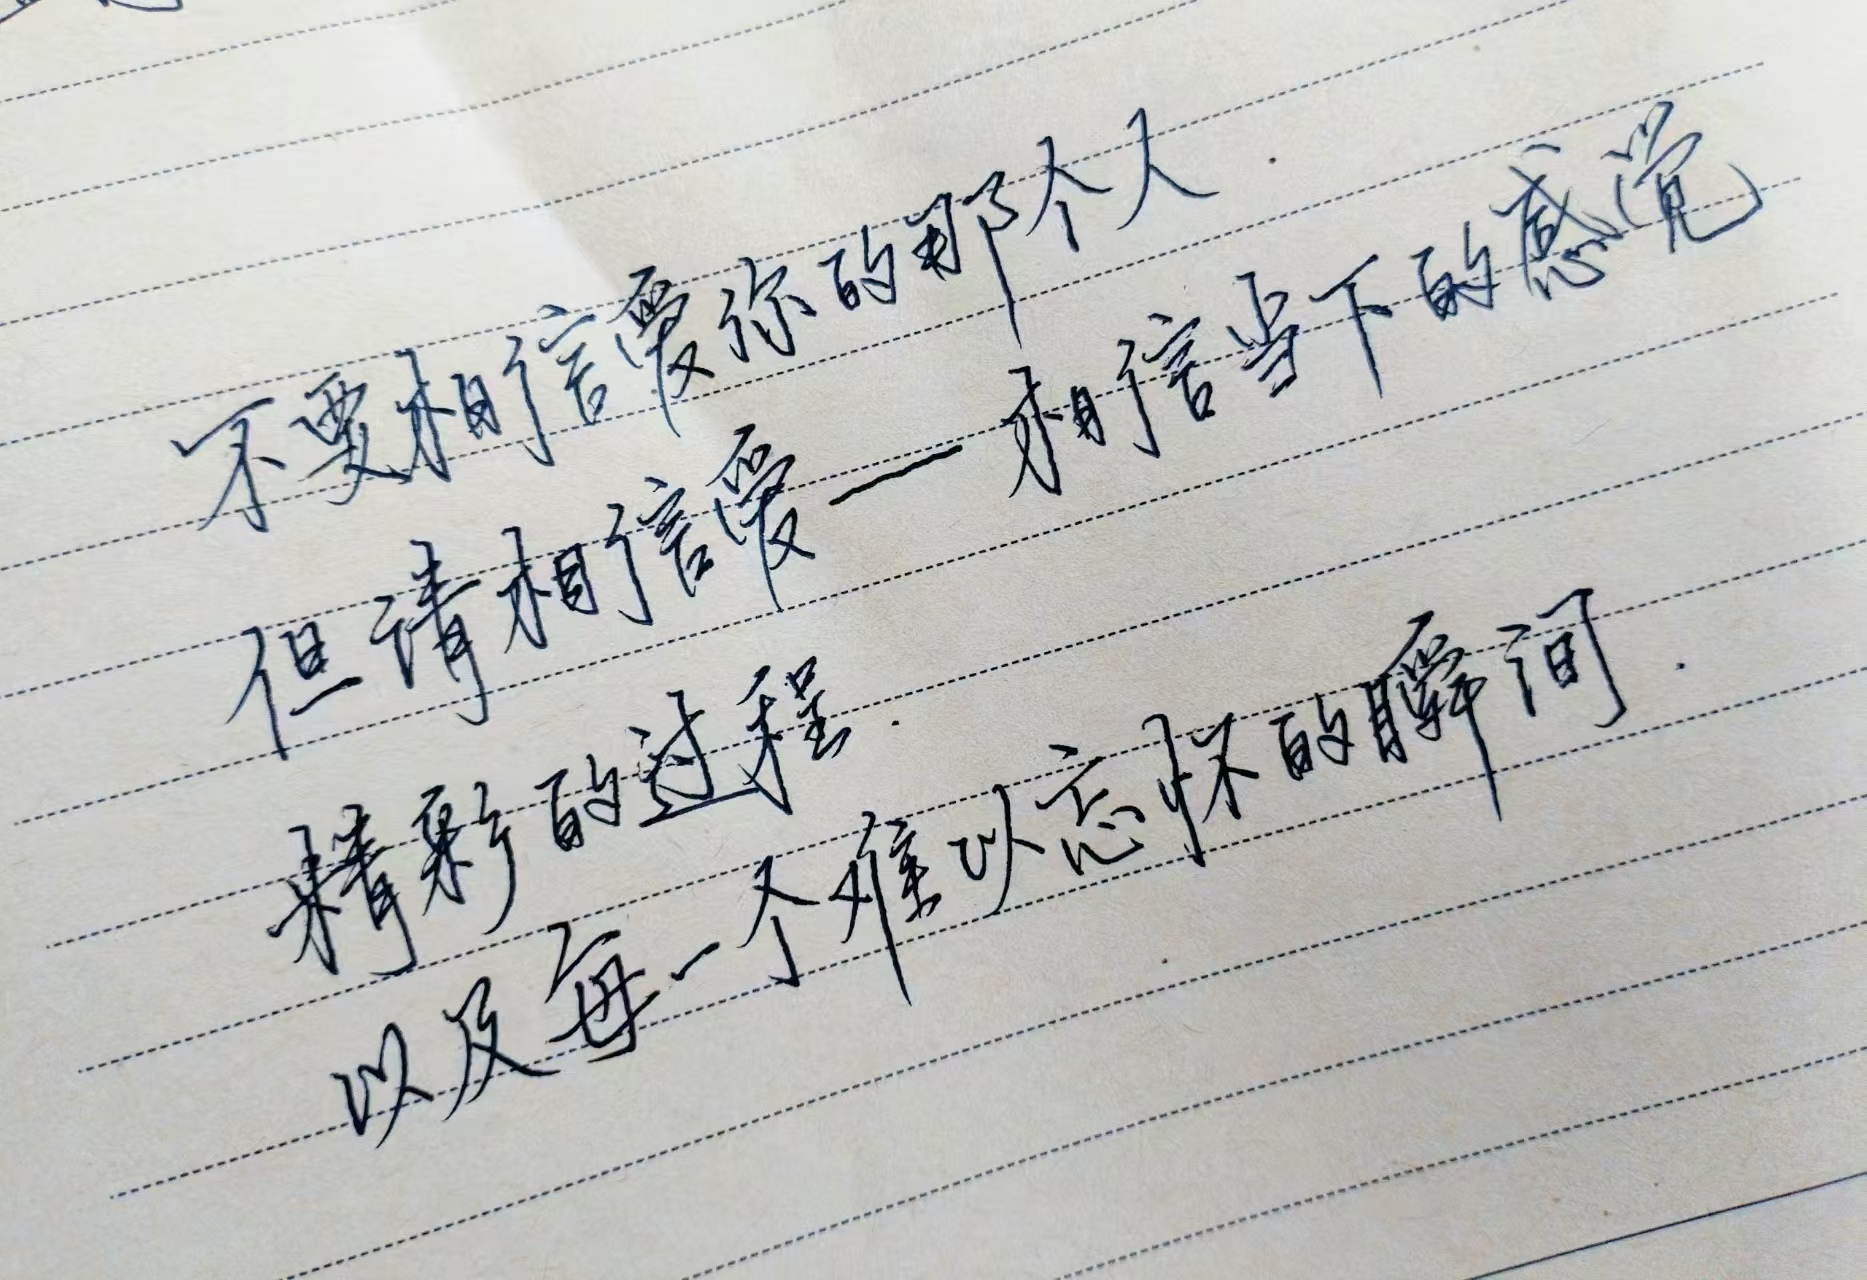 不要相信爱你的那个人.
但请相信爱—相信当下的感觉
精彩的过程.
以及每一个难以忘怀的瞬间.